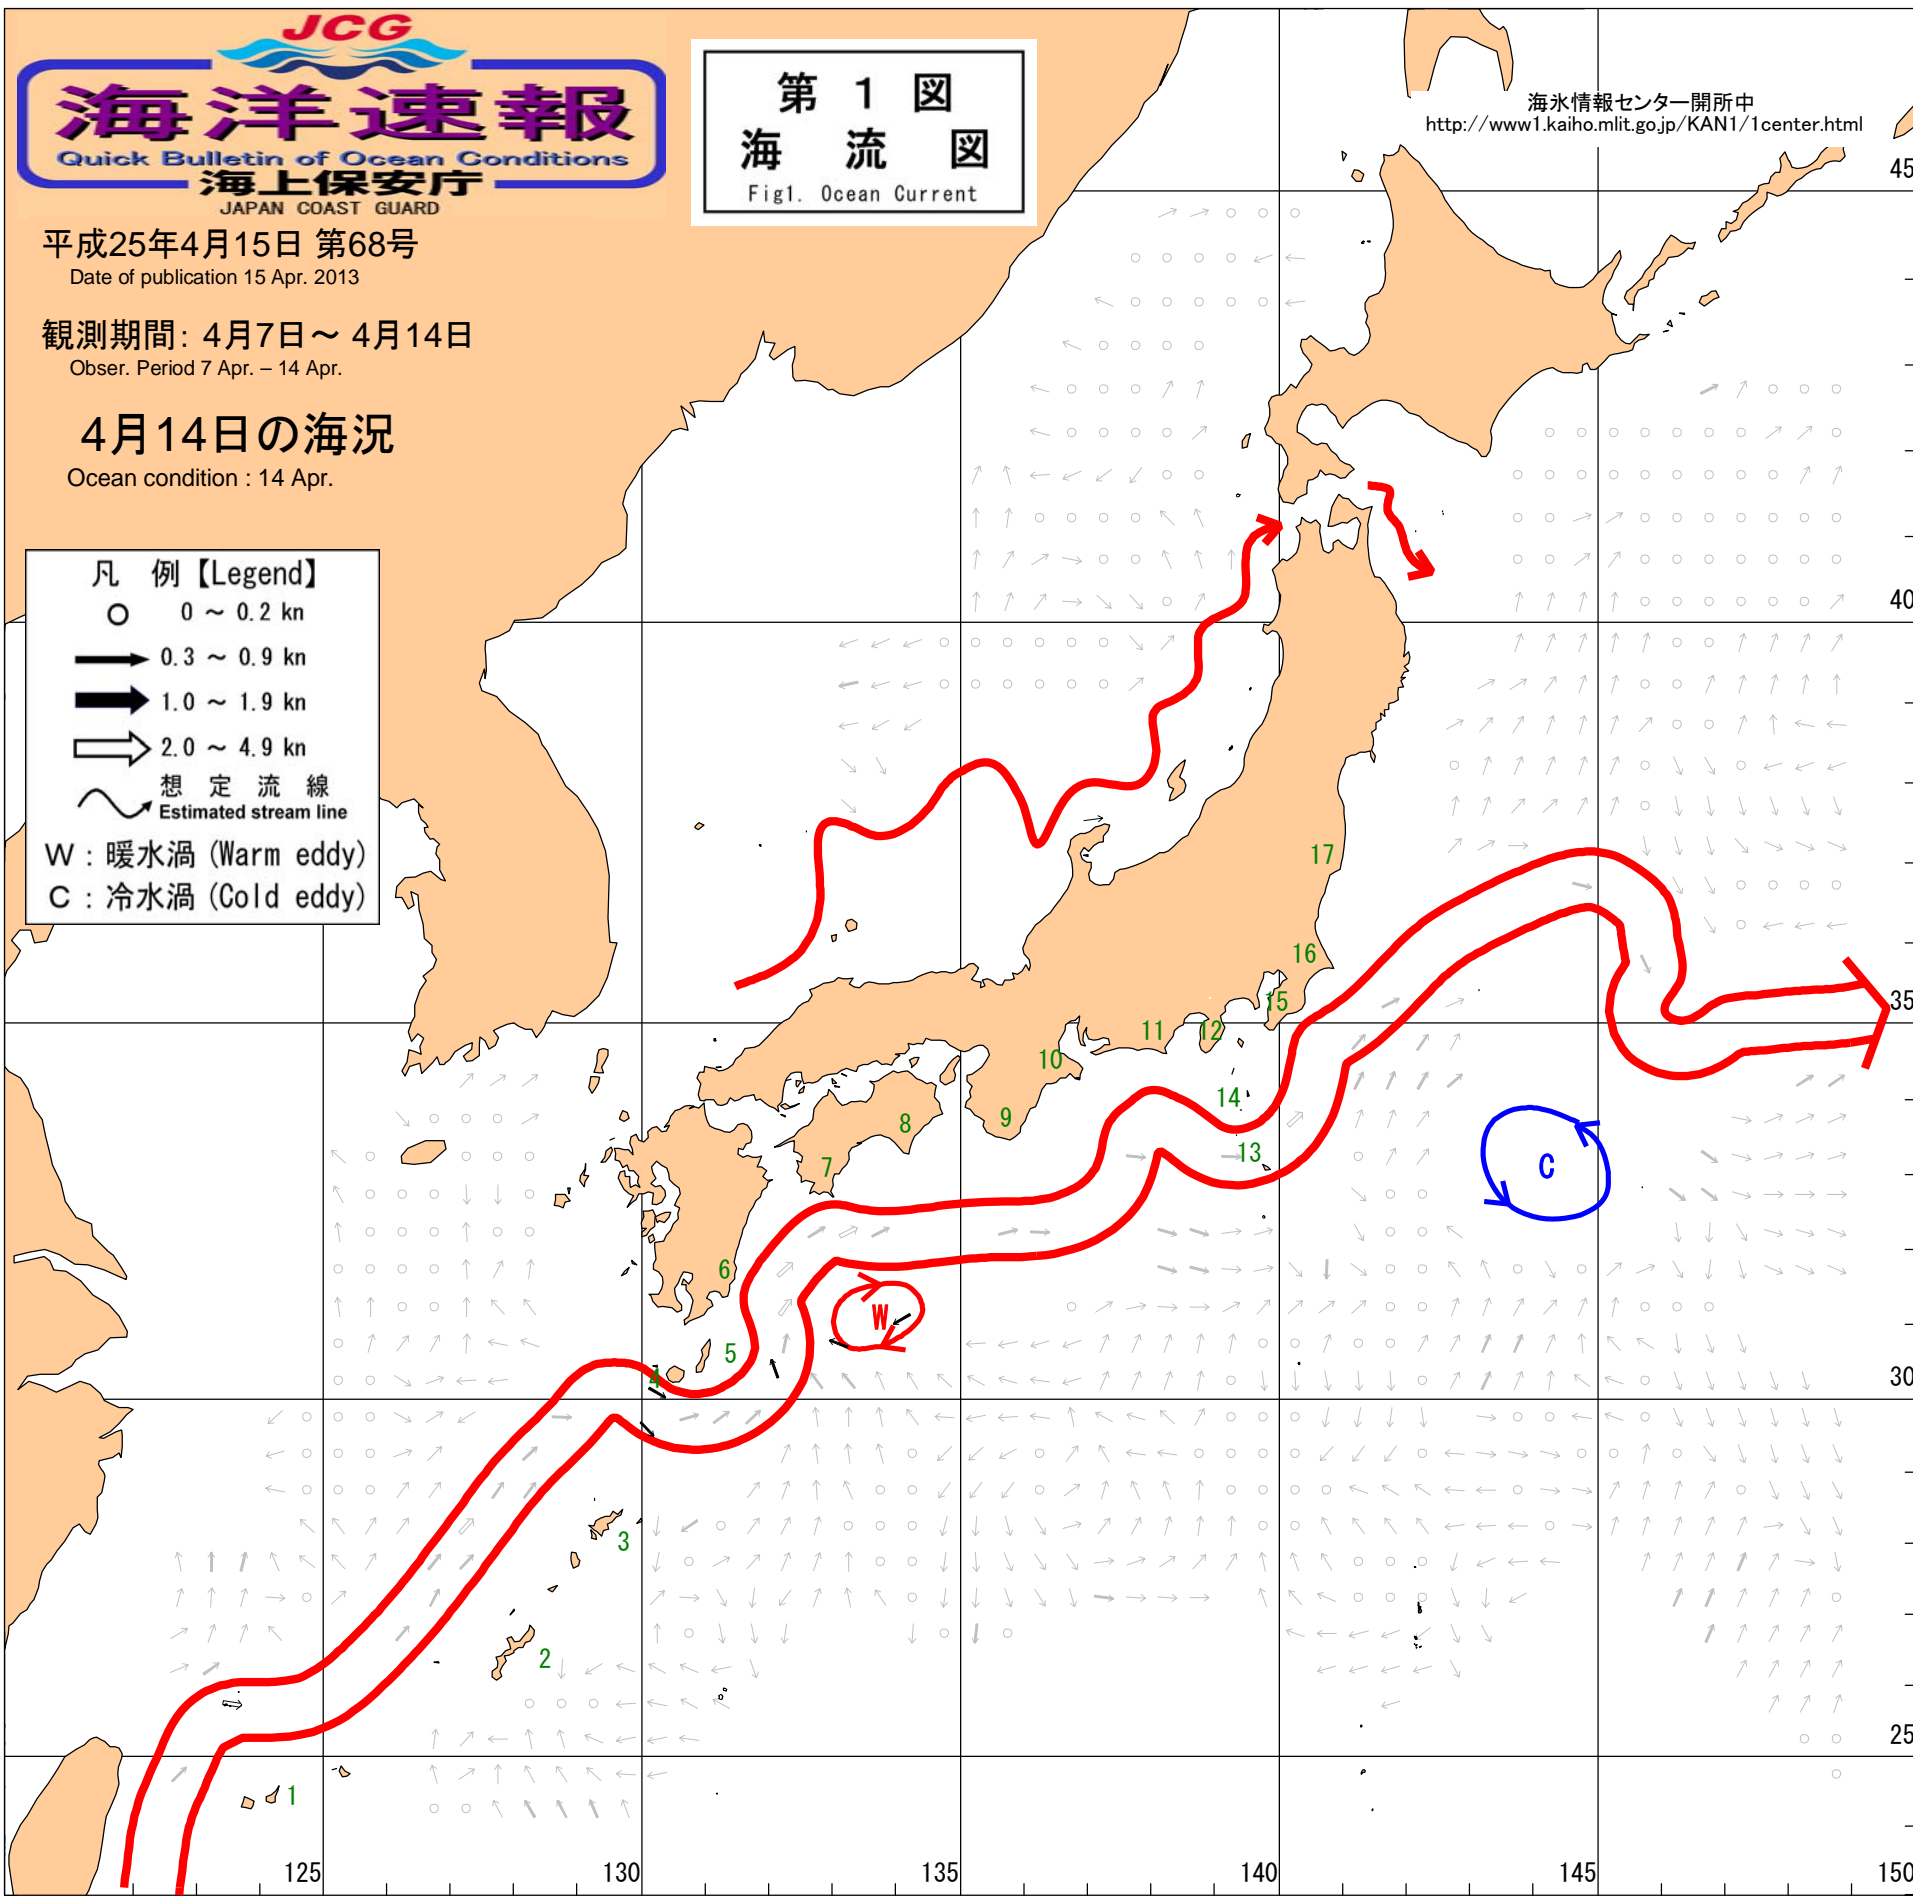 JCG
海洋速報
Quick Bulletin of Ocean Conditions
海上保安庁
JAPAN COAST GUARD
平成25年4月15日 第68号
Date of publication 15 Apr. 2013
観測期間: 4月7日～ 4月14日
Obser. Period 7 Apr. – 14 Apr.
4月14日の海況
Ocean condition : 14 Apr.
第 1 図
海 流 図
Fig1. Ocean Current
海氷情報センター開所中
http://www1.kaiho.mlit.go.jp/KAN1/1center.html
凡 例【Legend】
0 ～ 0.2 kn
0.3 ～ 0.9 kn
1.0 ～ 1.9 kn
2.0 ～ 4.9 kn
想 定 流 線
Estimated stream line
W : 暖水渦 (Warm eddy)
C : 冷水渦 (Cold eddy)
45
40
35
30
25
17
16
15
12
11
10
14
13
9
8
7
6
5
4
3
2
1
C
W
125
130
135
140
145
150